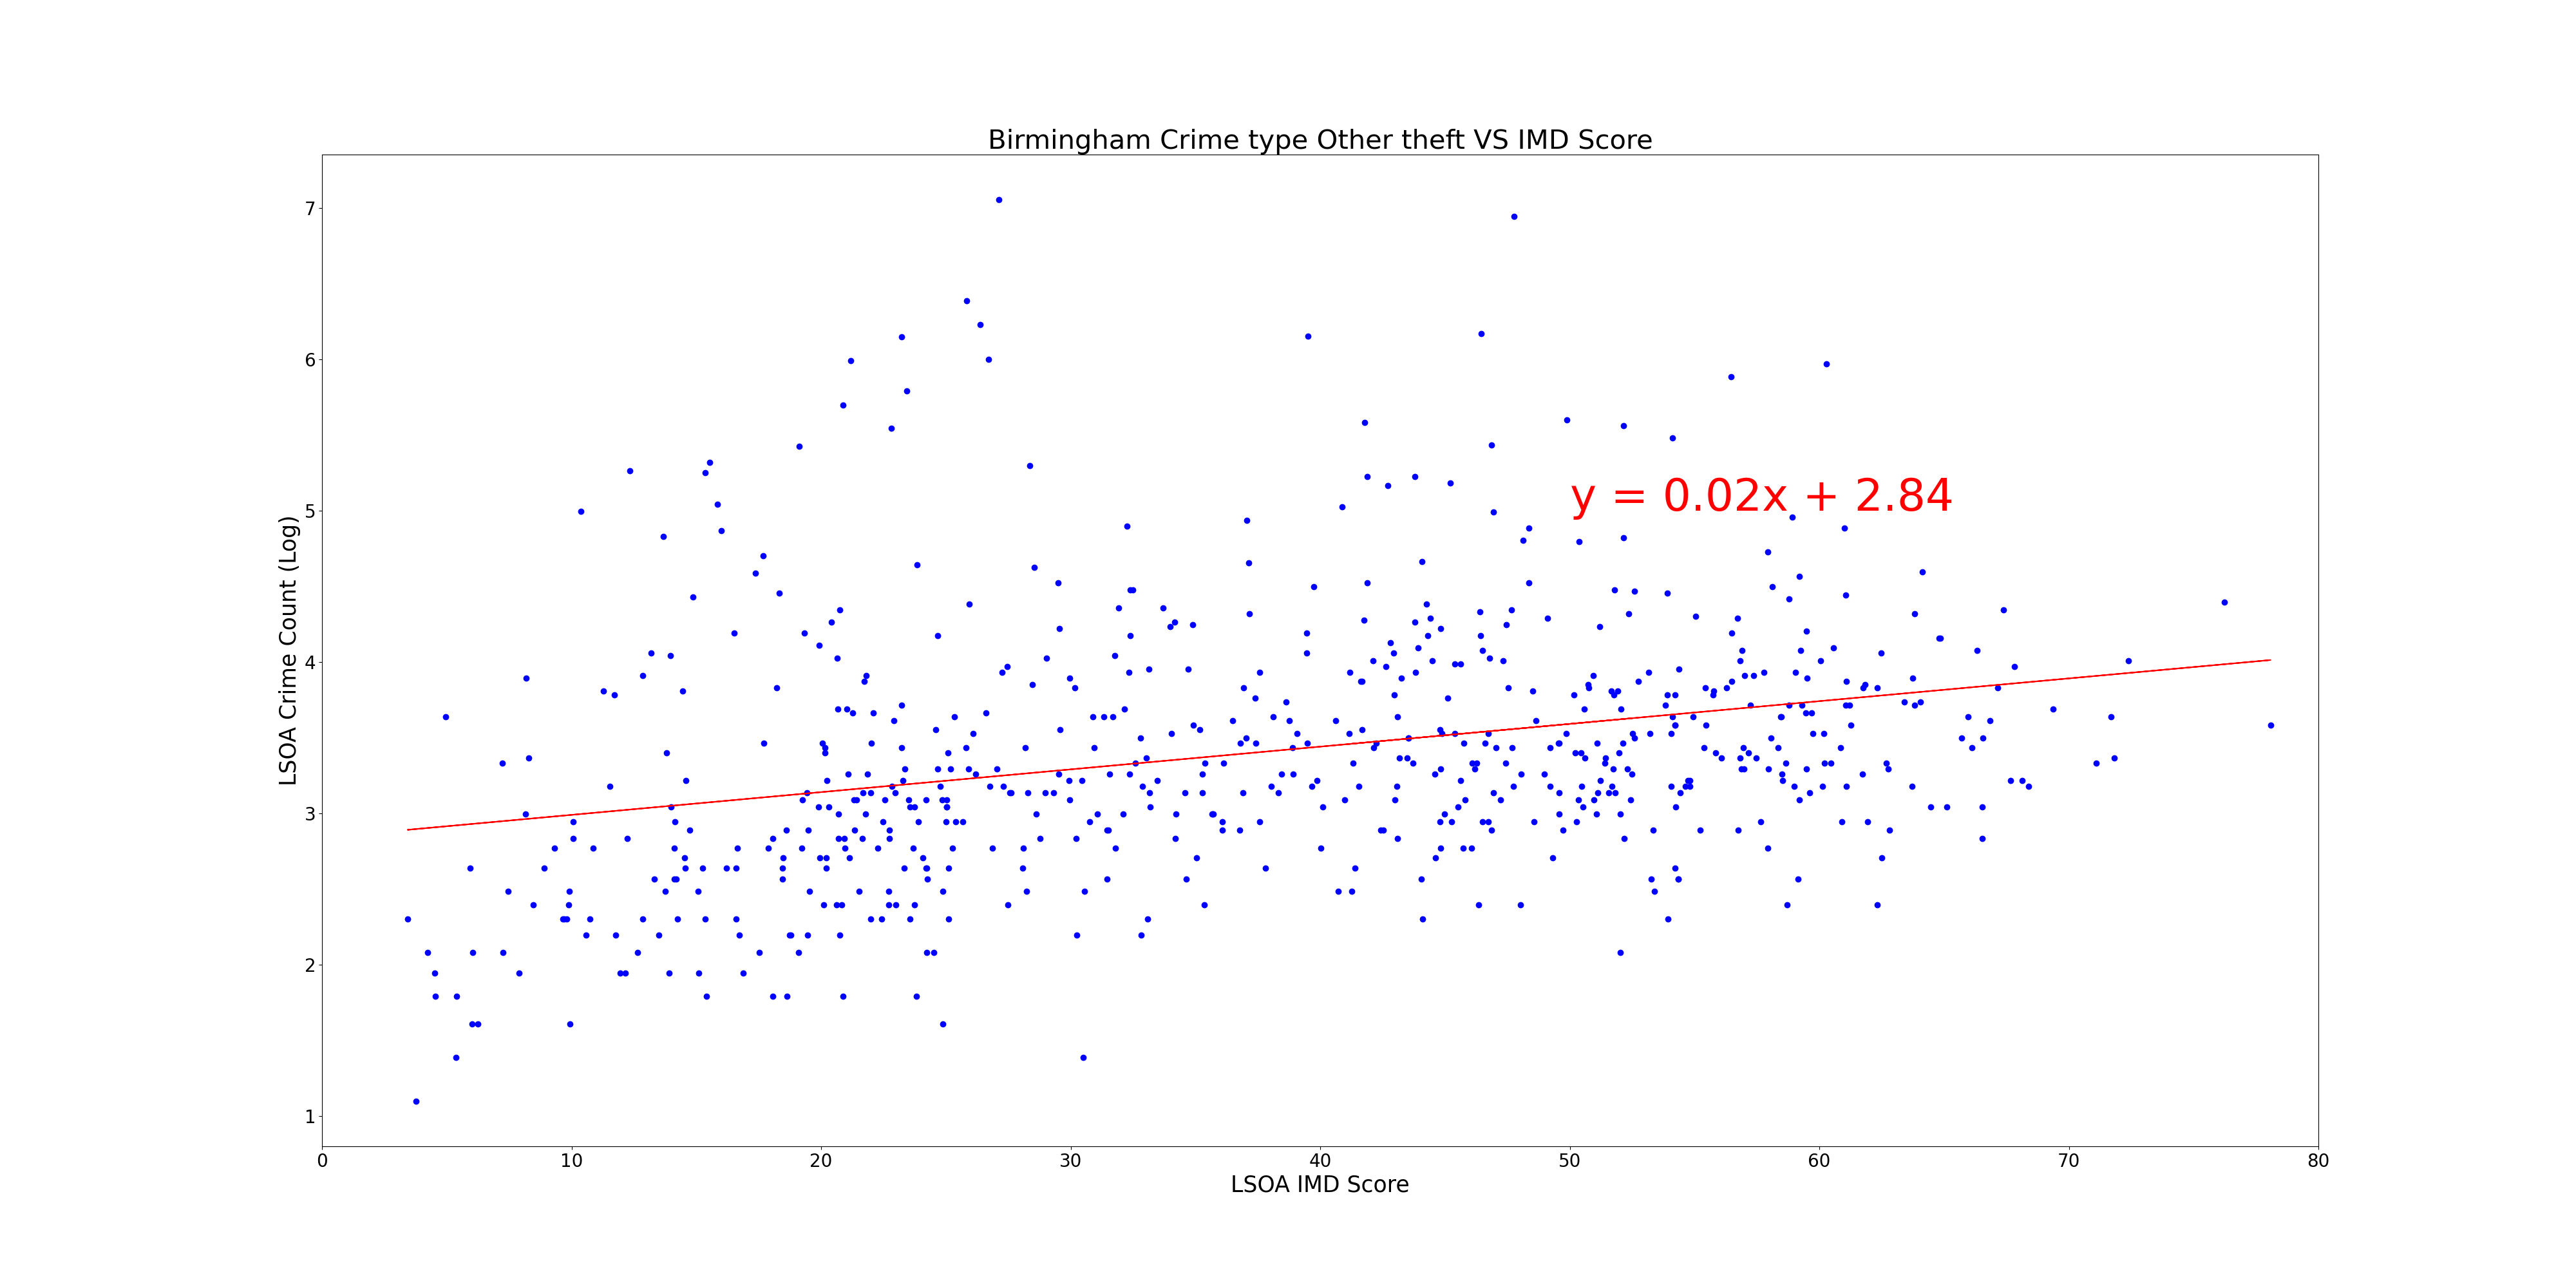 Birmingham Crime type Other theft VS IMD Score
7
6
5
4
3
2
1
LSOA Crime Count (Log)
y = 0.02x + 2.84
0 10 20 30 40 50 60 70 80
LSOA IMD Score